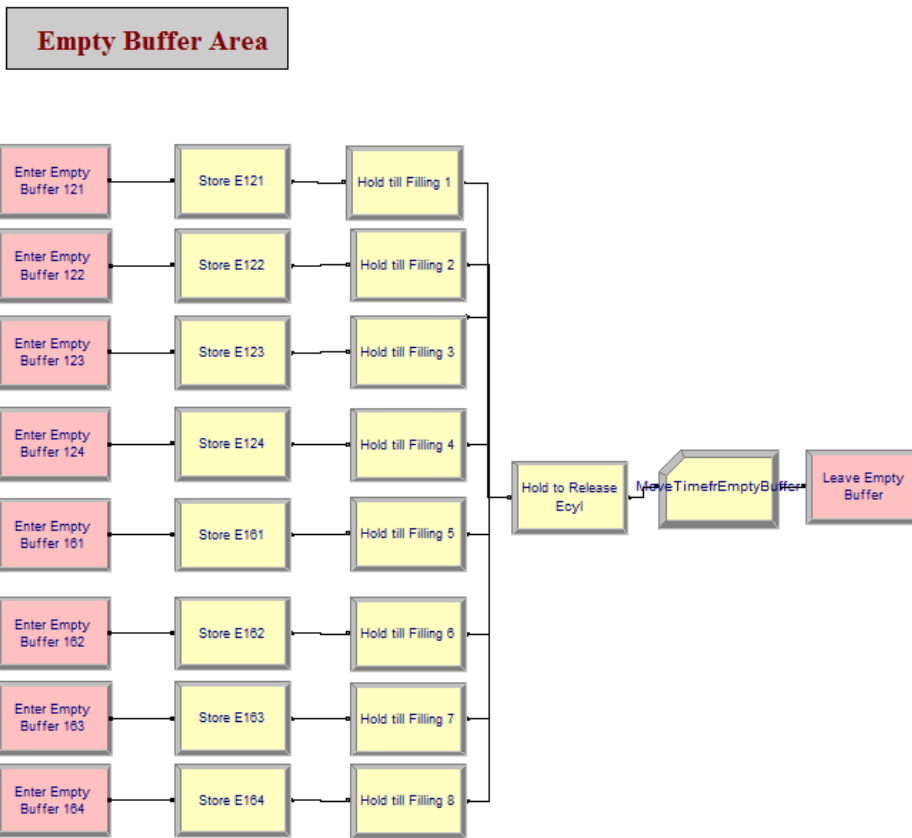 Empty Buffer Area
Enter Empty
Buffer 121
Store E121
Hold till Filling 1
Enter Empty
Buffer 122
Store E122
Hold till Filling 2
Enter Empty
Buffer 123
Store E123
Hold till Filling 3
Enter Empty
Buffer 124
Store E124
Hold till Filling 4
Hold to Release
Ecyl
MoveTimefrEmptyBuffer
Leave Empty
Buffer
Enter Empty
Buffer 161
Store E161
Hold till Filling 5
Enter Empty
Buffer 162
Store E162
Hold till Filling 6
Enter Empty
Buffer 163
Store E163
Hold till Filling 7
Enter Empty
Buffer 164
Store E164
Hold till Filling 8